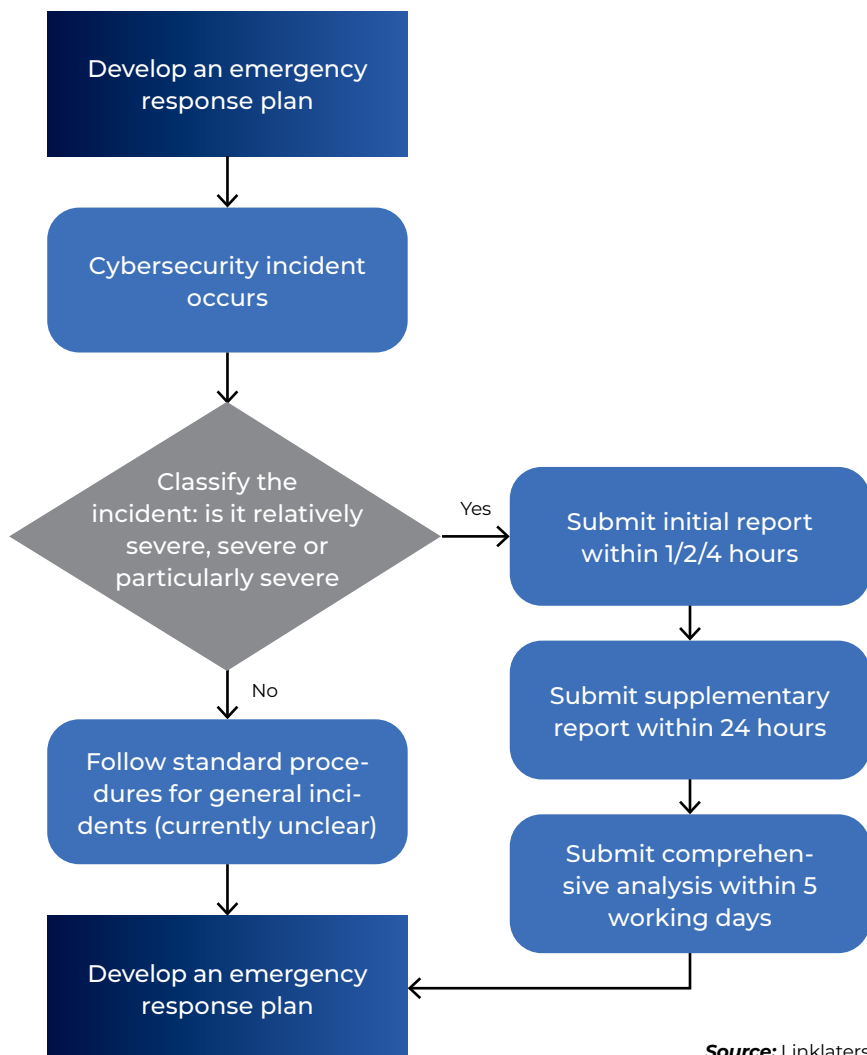 Develop an emergency
response plan
Cybersecurity incident
occurs
Classify the
incident: is it relatively
severe, severe or
particularly severe
Yes
Submit initial report
within 1/2/4 hours
Submit supplementary
report within 24 hours
No
Follow standard proce-
dures for general inci-
dents (currently unclear)
Submit comprehen-
sive analysis within 5
working days
Develop an emergency
response plan
Source: Linklaters